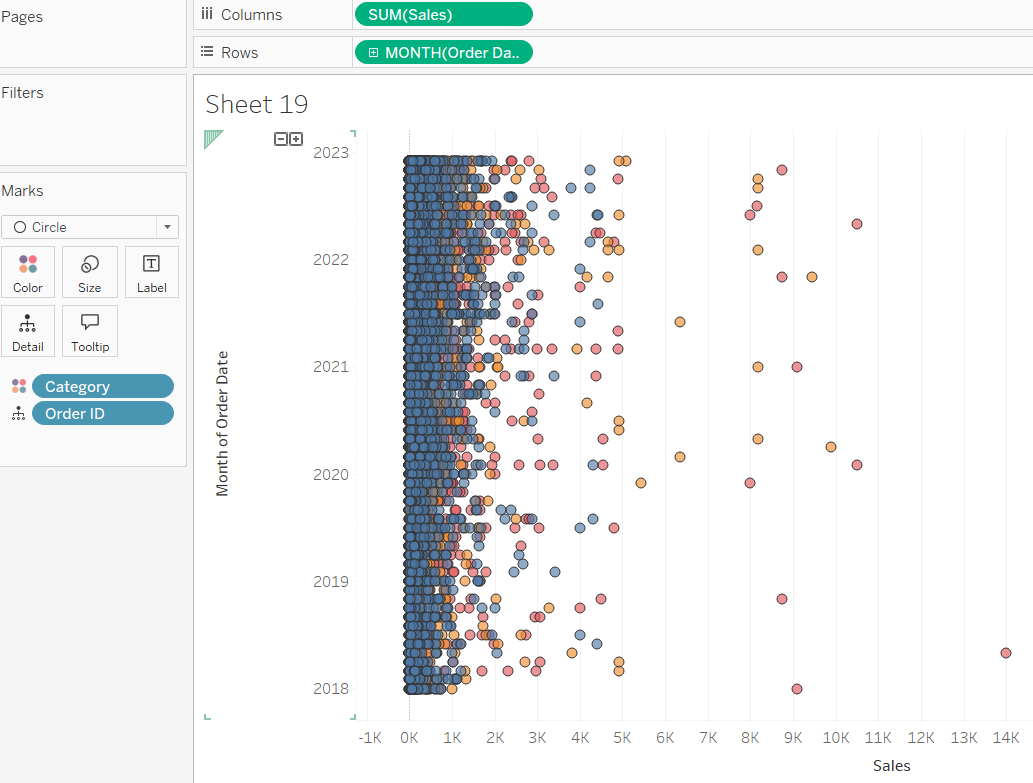 Pages
Columns
SUM(Sales)
Rows
MONTH(Order Da..
Filters
Sheet 19
Marks
Circle
Color
Size
Label
Detail
Tooltip
Category
Order ID
Month of Order Date
2023
2022
2021
2020
2019
2018
-1K 0K 1K 2K 3K 4K 5K 6K 7K 8K 9K 10K 11K 12K 13K 14K
Sales